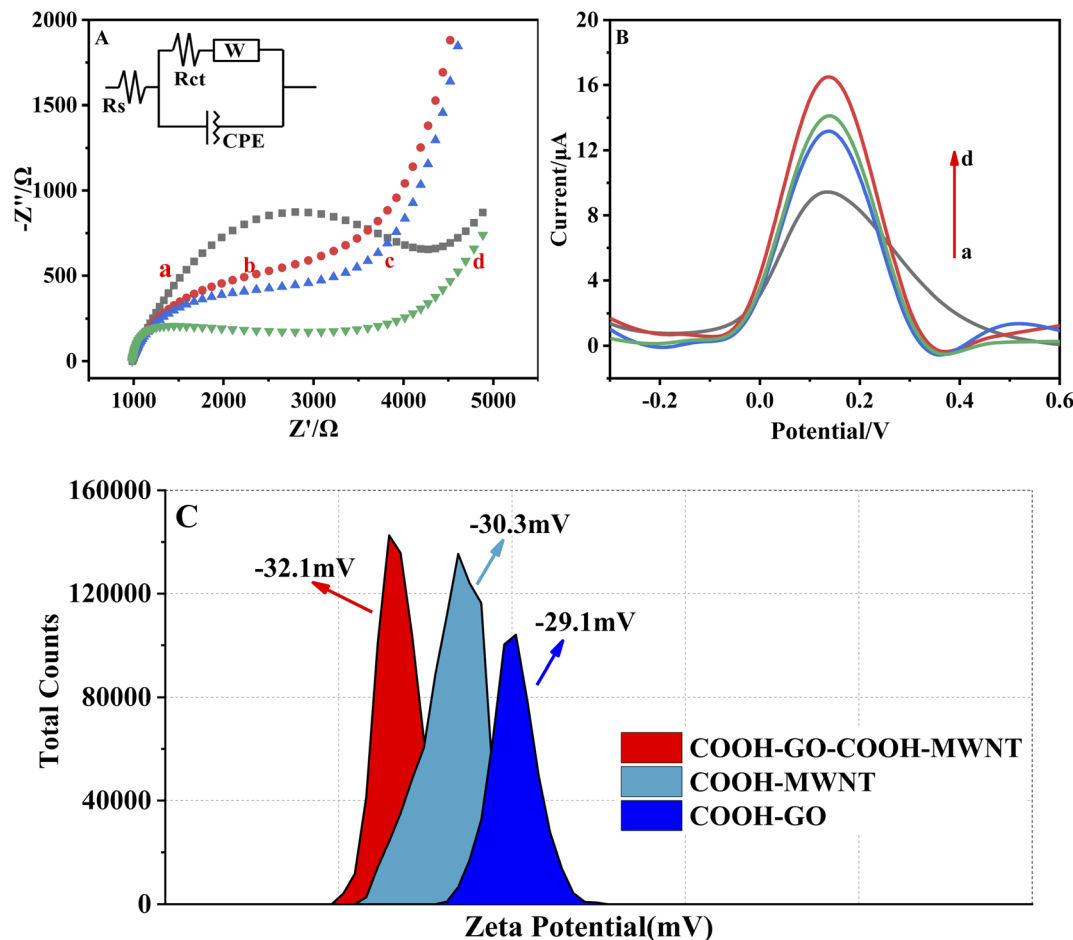 A
Rs
Rct
W
CPE
-Z''/Ω
2000
1500
1000
500
0
a
b
c
d
1000
2000
3000
4000
5000
Z'/Ω
B
Current/μA
20
16
12
8
4
0
d
a
-0.2
0.0
0.2
0.4
0.6
Potential/V
C
Total Counts
160000
120000
80000
40000
0
-32.1mV
-30.3mV
-29.1mV
COOH-GO-COOH-MWNT
COOH-MWNT
COOH-GO
Zeta Potential(mV)